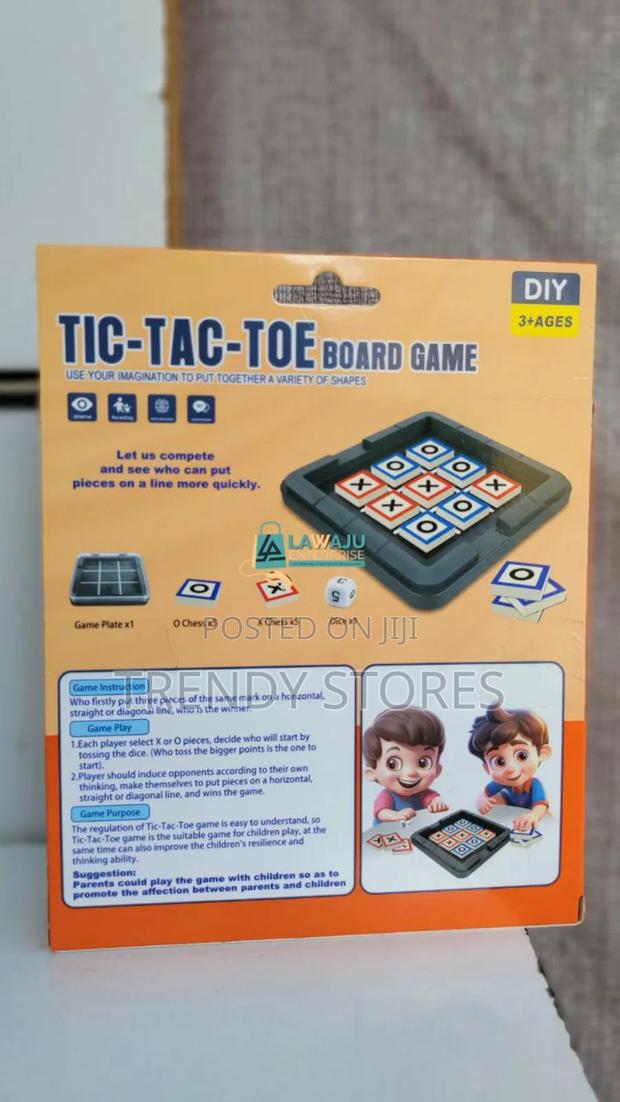 DIY
3+AGES
TIC-TAC-TOE BOARD GAME
USE YOUR IMAGINATION TO PUT TOGETHER A VARIETY OF SHAPES
observe
Let us compete
and see who can put
pieces on a line more quickly.
LAWAJU
ENTERPRISE
Game Plate x1
O Chess x5
X Chess x5
Dice x1
POSTED ON JIJI
TRENDY STORES
Game Instruction
Who firstly put three pieces of the same mark on a horizontal,
straight or diagonal line, who is the winner.
Game Play
1.Each player select X or O pieces, decide who will start by
tossing the dice. (Who toss the bigger points is the one to
start).
2.Player should induce opponents according to their own
thinking, make themselves to put pieces on a horizontal,
straight or diagonal line, and wins the game.
Game Purpose
The regulation of Tic-Tac-Toe game is easy to understand, so
Tic-Tac-Toe game is the suitable game for children play, at the
same time can also improve the children's resilience and
thinking ability.
Suggestion:
Parents could play the game with children so as to
promote the affection between parents and children